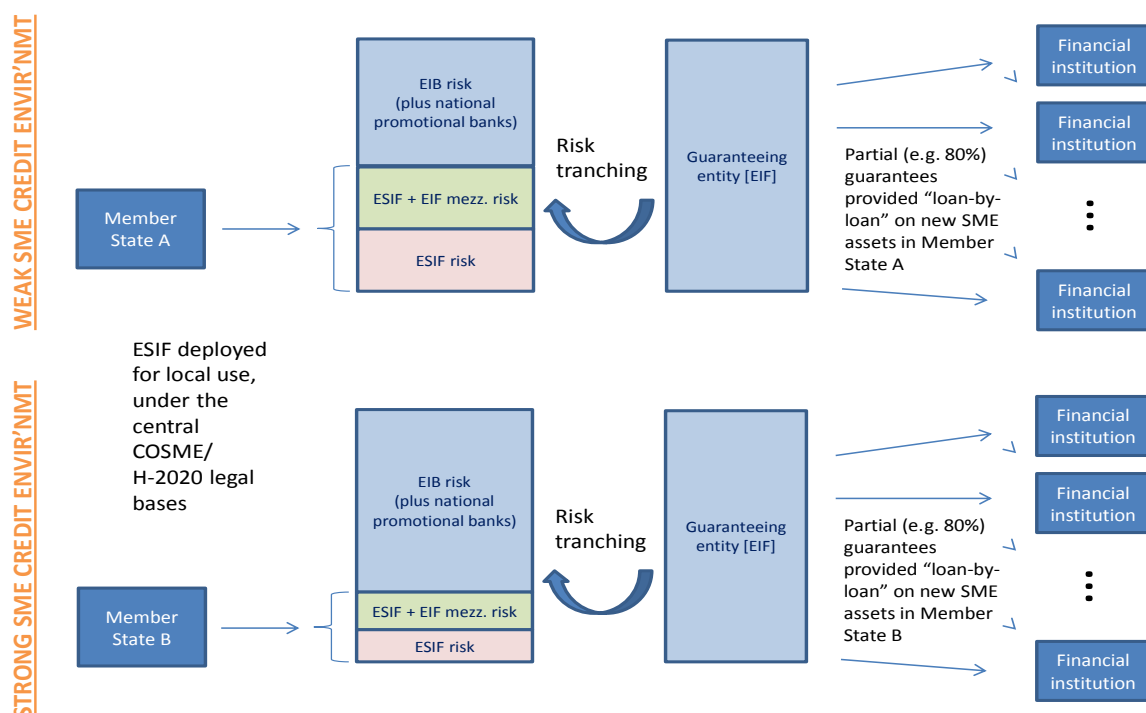 WEAK SME CREDIT ENVIR'NMT
Member
State A
EIB risk
(plus national
promotional banks)
ESIF + EIF mezz. risk
ESIF risk
Risk
tranching
Guaranteeing
entity [EIF]
Partial (e.g. 80%)
guarantees
provided “loan-by-
loan” on new SME
assets in Member
State A
Financial
institution
Financial
institution
⋮
Financial
institution
ESIF deployed
for local use,
under the
central
COSME/
H-2020 legal
bases
STRONG SME CREDIT ENVIR'NMT
Member
State B
EIB risk
(plus national
promotional banks)
ESIF + EIF mezz. risk
ESIF risk
Risk
tranching
Guaranteeing
entity [EIF]
Partial (e.g. 80%)
guarantees
provided “loan-by-
loan” on new SME
assets in Member
State B
Financial
institution
Financial
institution
⋮
Financial
institution